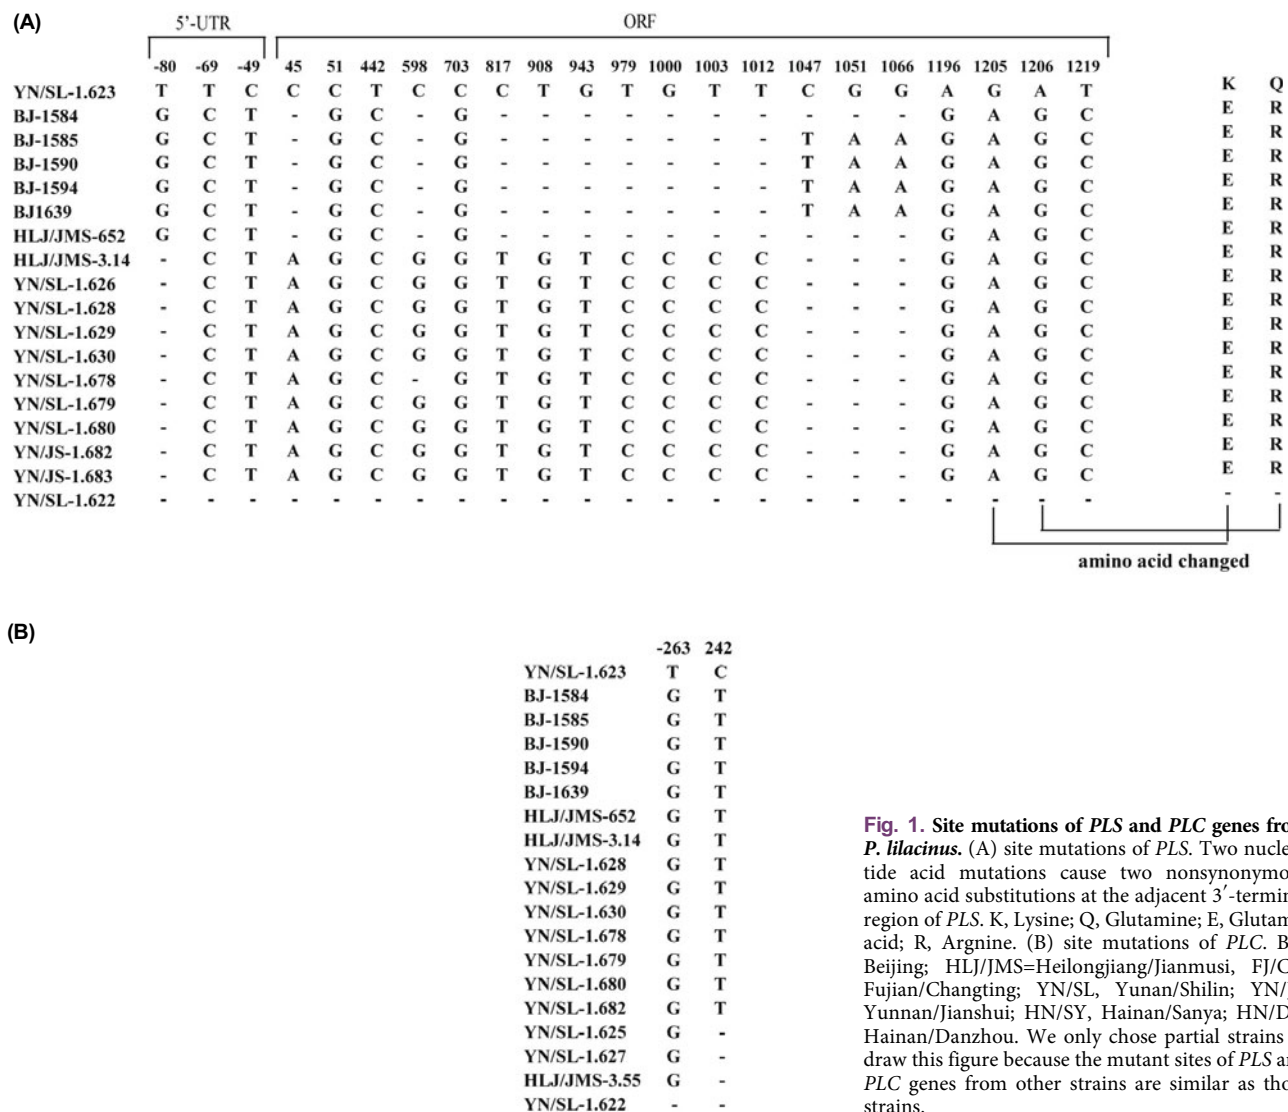 (A)
5'-UTR ORF
-80 -69 -49 45 51 442 598 703 817 908 943 979 1000 1003 1012 1047 1051 1066 1196 1205 1206 1219
YN/SL-1.623 T T C C C T C C C T G T G T T C G G A G A T K Q
BJ-1584 G C T - G C - G - - - - - - - - - - G A G C E R
BJ-1585 G C T - G C - G - - - - - - - T A A G A G C E R
BJ-1590 G C T - G C - G - - - - - - - T A A G A G C E R
BJ-1594 G C T - G C - G - - - - - - - T A A G A G C E R
BJ1639 G C T - G C - G - - - - - - - T A A G A G C E R
HLJ/JMS-652 G C T - G C - G - - - - - - - - - - G A G C E R
HLJ/JMS-3.14 - C T A G C G G T G T C C C C - - - G A G C E R
YN/SL-1.626 - C T A G C G G T G T C C C C - - - G A G C E R
YN/SL-1.628 - C T A G C G G T G T C C C C - - - G A G C E R
YN/SL-1.629 - C T A G C G G T G T C C C C - - - G A G C E R
YN/SL-1.630 - C T A G C G G T G T C C C C - - - G A G C E R
YN/SL-1.678 - C T A G C - G T G T C C C C - - - G A G C E R
YN/SL-1.679 - C T A G C G G T G T C C C C - - - G A G C E R
YN/SL-1.680 - C T A G C G G T G T C C C C - - - G A G C E R
YN/JS-1.682 - C T A G C G G T G T C C C C - - - G A G C E R
YN/JS-1.683 - C T A G C G G T G T C C C C - - - G A G C E R
YN/SL-1.622 - - - - - - - - - - - - - - - - - - - - - - - -
amino acid changed
(B)
-263 242
YN/SL-1.623 T C
BJ-1584 G T
BJ-1585 G T
BJ-1590 G T
BJ-1594 G T
BJ-1639 G T
HLJ/JMS-652 G T
HLJ/JMS-3.14 G T
YN/SL-1.628 G T
YN/SL-1.629 G T
YN/SL-1.630 G T
YN/SL-1.678 G T
YN/SL-1.679 G T
YN/SL-1.680 G T
YN/SL-1.682 G T
YN/SL-1.625 G -
YN/SL-1.627 G -
HLJ/JMS-3.55 G -
YN/SL-1.622 - -
Fig. 1. Site mutations of PLS and PLC genes fro
P. lilacinus. (A) site mutations of PLS. Two nucle
tide acid mutations cause two nonsynonymo
amino acid substitutions at the adjacent 3′-termin
region of PLS. K, Lysine; Q, Glutamine; E, Glutam
acid; R, Argnine. (B) site mutations of PLC. B
Beijing; HLJ/JMS=Heilongjiang/Jianmusi, FJ/C
Fujian/Changting; YN/SL, Yunan/Shilin; YN/
Yunnan/Jianshui; HN/SY, Hainan/Sanya; HN/D
Hainan/Danzhou. We only chose partial strains
draw this figure because the mutant sites of PLS an
PLC genes from other strains are similar as tho
strains.